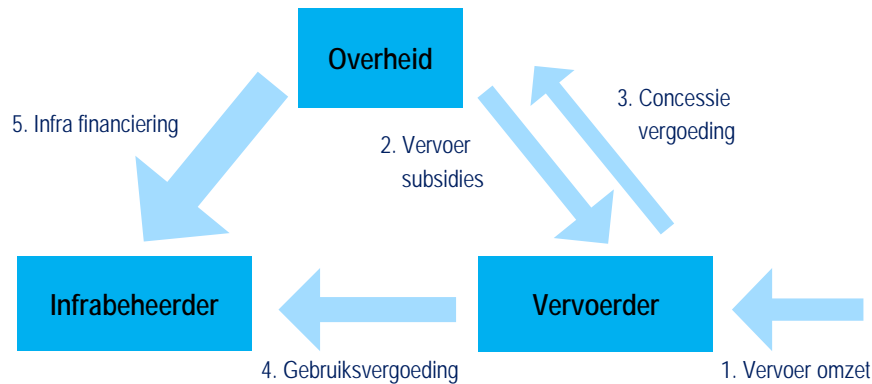 Overheid
5. Infra financiering
2. Vervoer
subsidies
3. Concessie
vergoeding
Infrabeheerder
Vervoerder
4. Gebruiksvergoeding
1. Vervoer omzet